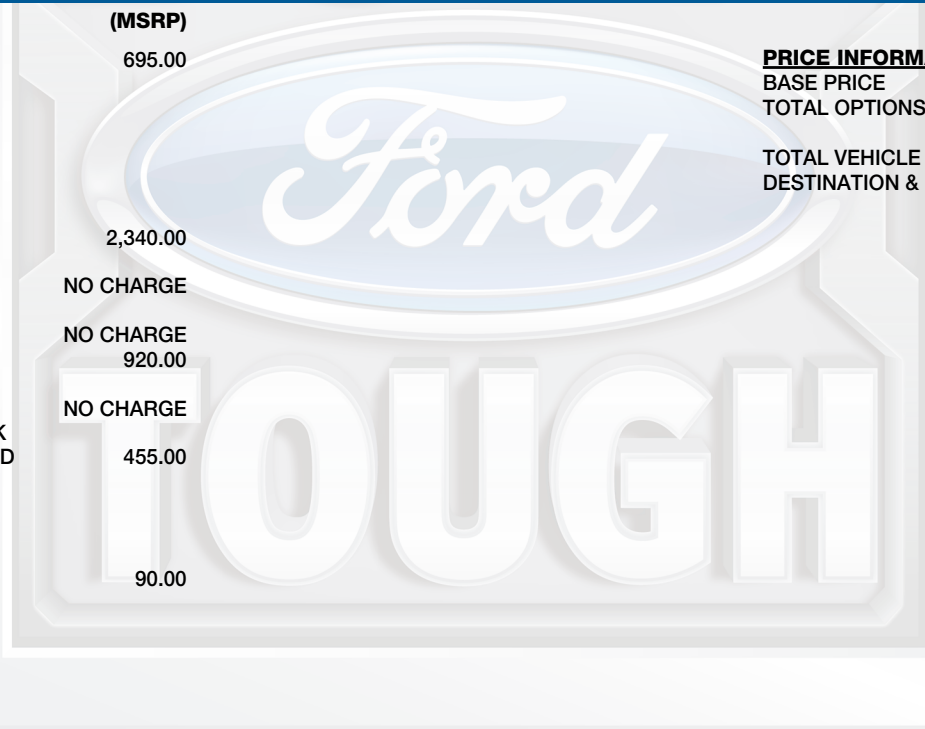 (MSRP)
695.00
2,340.00
NO CHARGE
NO CHARGE
920.00
NO CHARGE
K
D 455.00
90.00
PRICE INFORMA
BASE PRICE
TOTAL OPTIONS
TOTAL VEHICLE
DESTINATION &
Ford
TOUGH